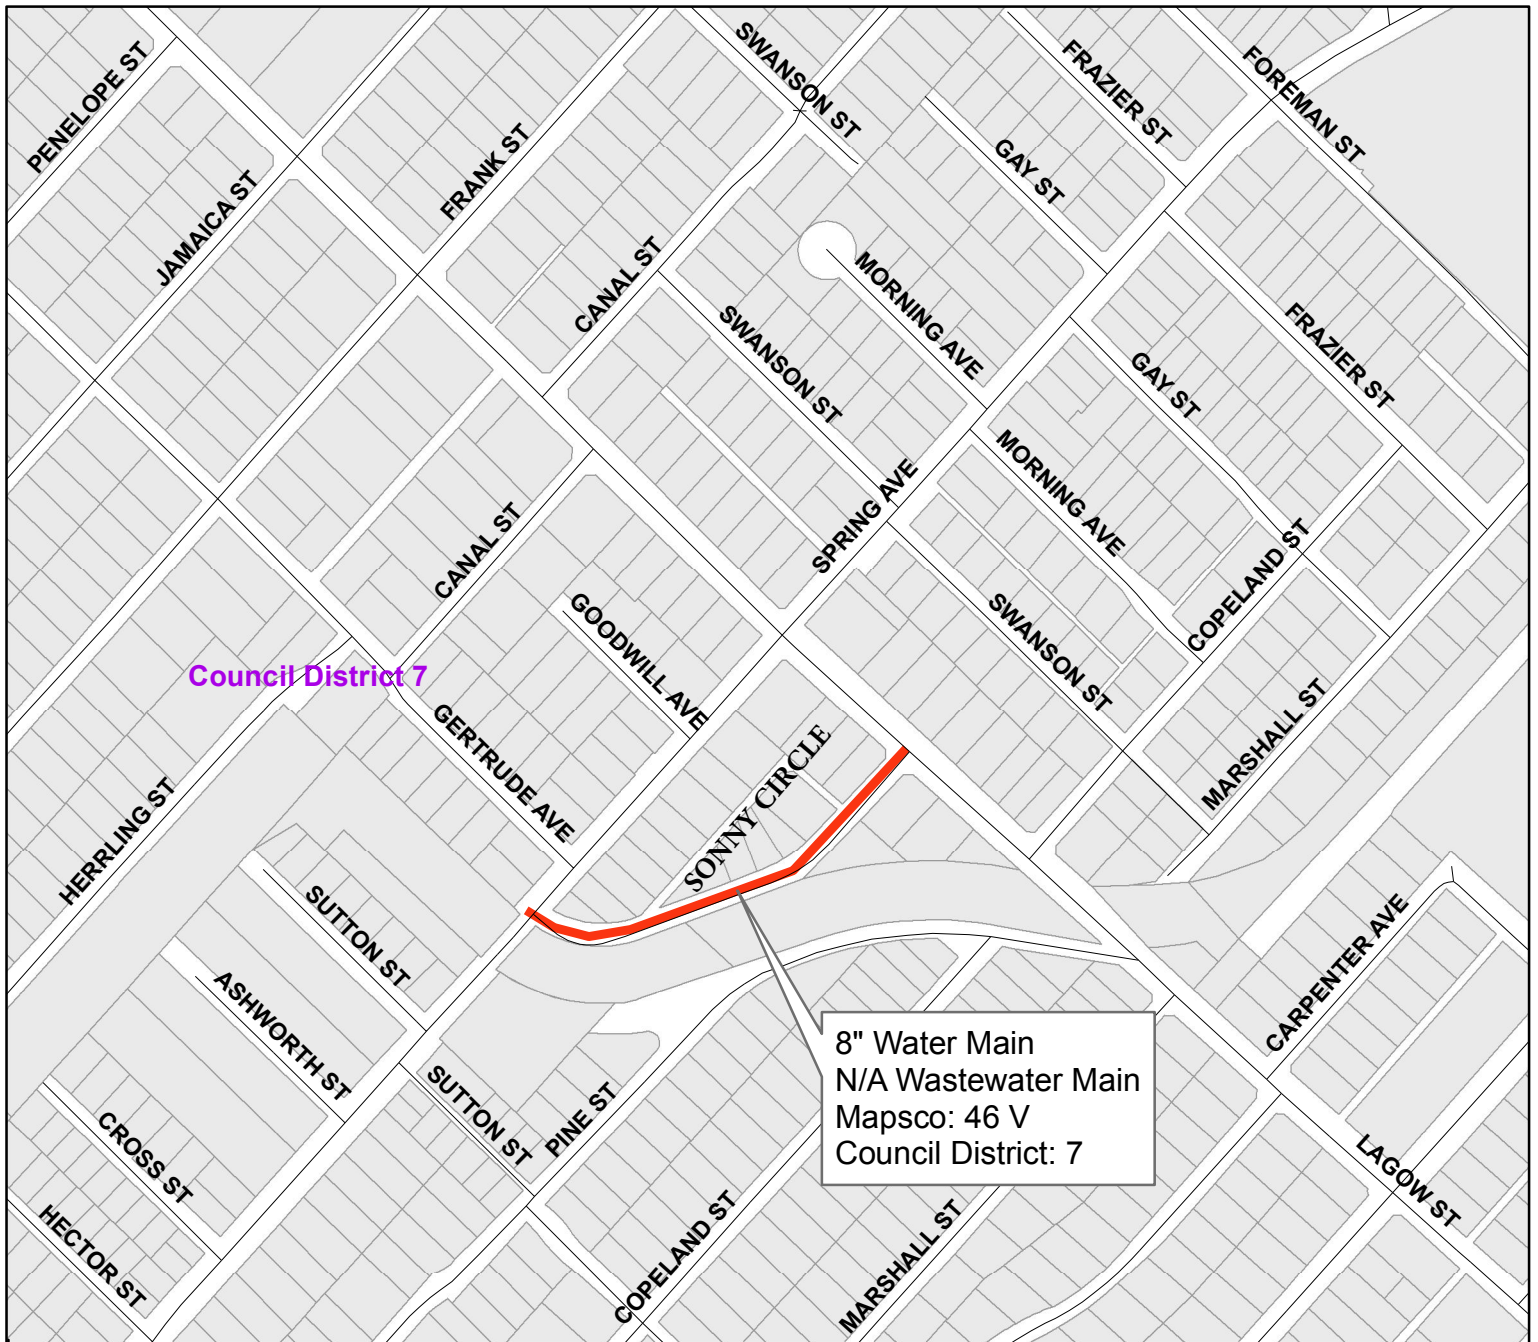 SWANSON ST
FRAZIER ST
FOREMAN ST
PENELOPE ST
FRANK ST
GAY ST
JAMAICA ST
CANAL ST
MORNING AVE
SWANSON ST
FRAZIER ST
GAY ST
SPRING AVE
MORNING AVE
CANAL ST
COPELAND ST
GOODWILL AVE
SWANSON ST
Council District 7
GERTRUDE AVE
MARSHALL ST
SONNY CIRCLE
HERRLING ST
SUTTON ST
CARPENTER AVE
ASHWORTH ST
8" Water Main
N/A Wastewater Main
Mapsco: 46 V
Council District: 7
SUTTON ST
PINE ST
CROSS ST
LAGOW ST
HECTOR ST
COPELAND ST
MARSHALL ST